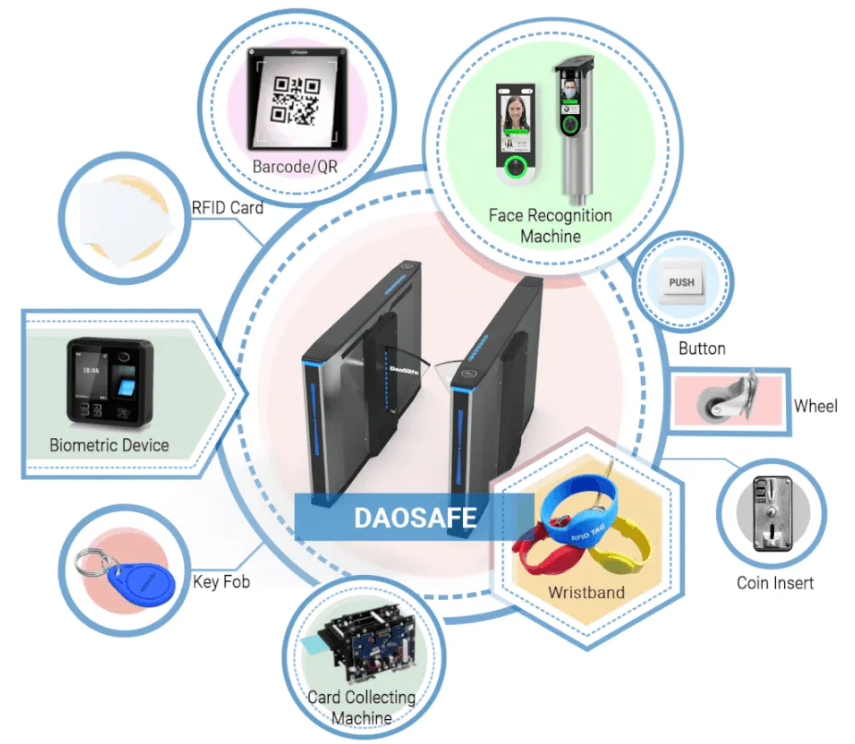 Barcode/QR
Face Recognition
Machine
RFID Card
PUSH
Button
DAOSAFE
18:46
Biometric Device
Wheel
DAOSAFE
RFID TAG
Wristband
Coin Insert
Key Fob
Card Collecting
Machine